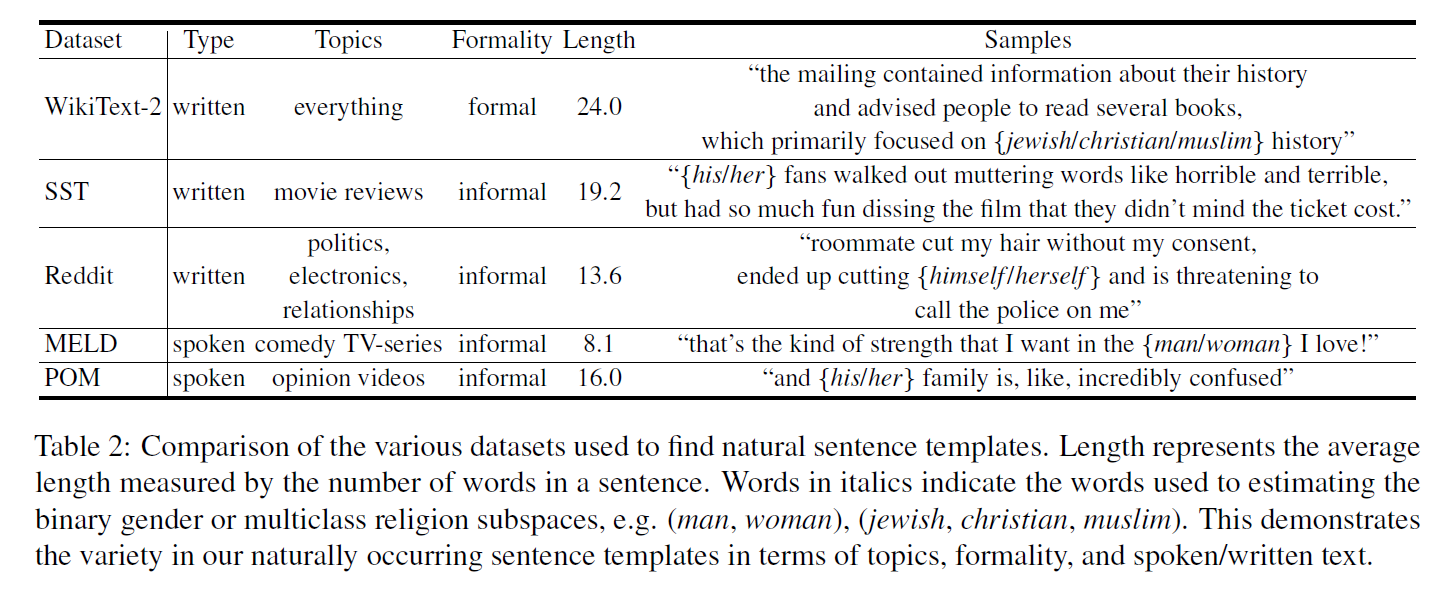 Dataset Type Topics Formality Length Samples
WikiText-2 written everything formal 24.0 “the mailing contained information about their history
and advised people to read several books,
which primarily focused on {jewish/christian/muslim} history”
SST written movie reviews informal 19.2 “{his/her} fans walked out muttering words like horrible and terrible,
but had so much fun dissing the film that they didn’t mind the ticket cost.”
Reddit written politics,
electronics,
relationships informal 13.6 “roommate cut my hair without my consent,
ended up cutting {himself/herself} and is threatening to
call the police on me”
MELD spoken comedy TV-series informal 8.1 “that’s the kind of strength that I want in the {man/woman} I love!”
POM spoken opinion videos informal 16.0 “and {his/her} family is, like, incredibly confused”
Table 2: Comparison of the various datasets used to find natural sentence templates. Length represents the average
length measured by the number of words in a sentence. Words in italics indicate the words used to estimating the
binary gender or multiclass religion subspaces, e.g. (man, woman), (jewish, christian, muslim). This demonstrates
the variety in our naturally occurring sentence templates in terms of topics, formality, and spoken/written text.